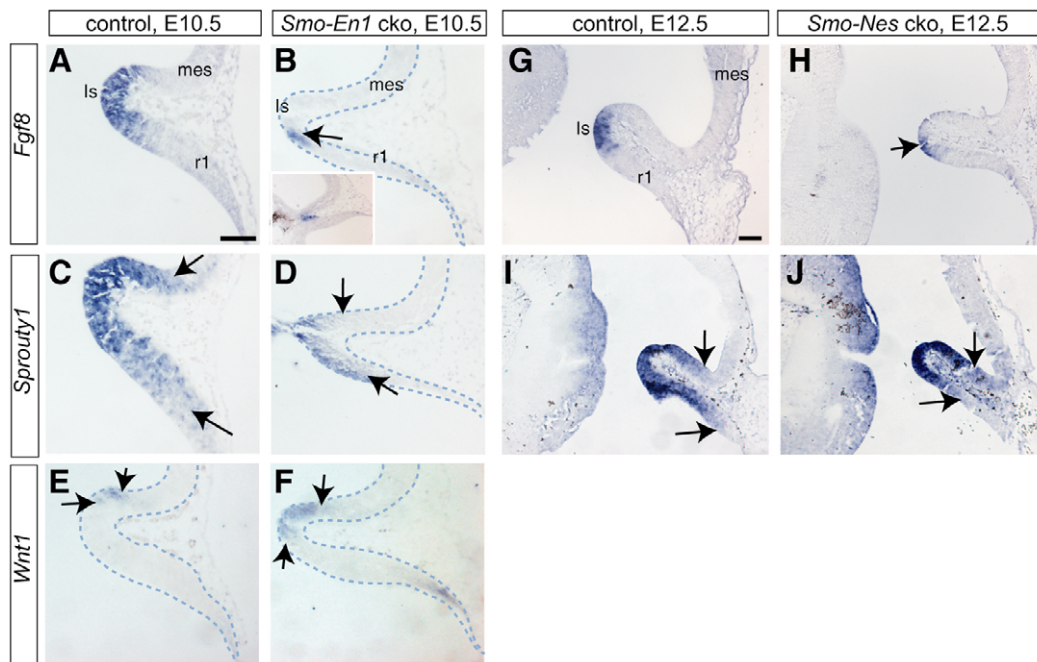 control, E10.5
Smo-En1 cko, E10.5
control, E12.5
Smo-Nes cko, E12.5
Fgf8
A
mes
ls
r1
B
mes
ls
r1
G
mes
ls
r1
H
Sprouty1
C
D
I
J
Wnt1
E
F